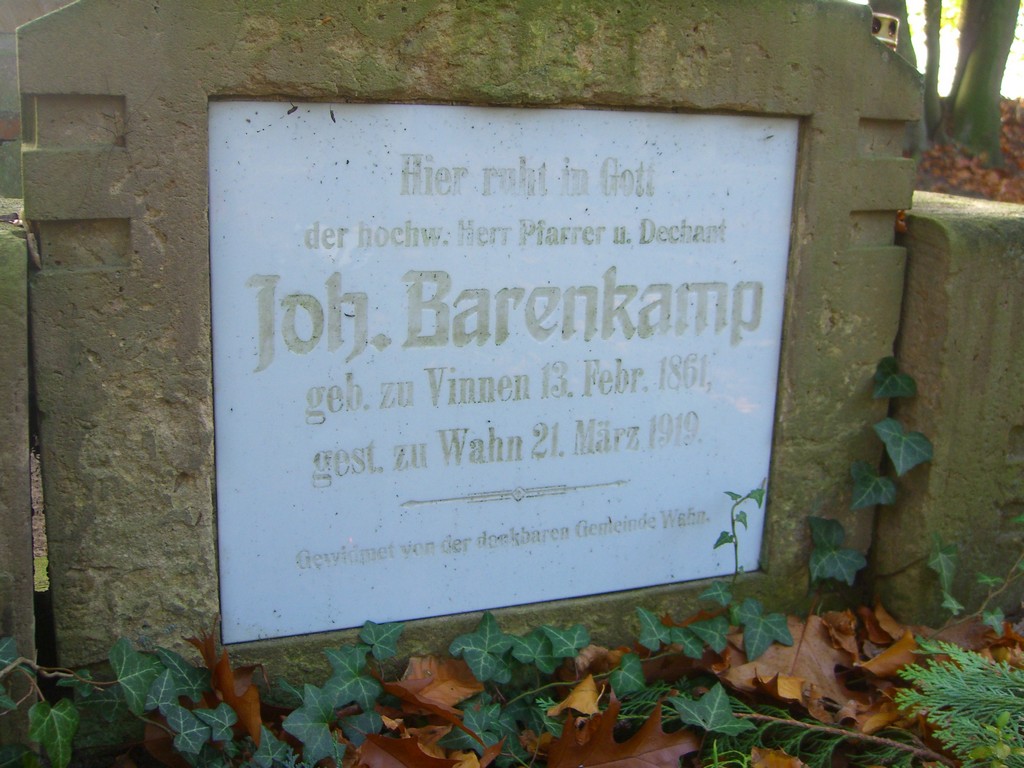 Hier ruht in Gott
der hochw. Herr Pfarrer u. Dechant
Joh. Barenkamp
geb. zu Vinnen 13. Febr. 1861,
gest. zu Wahn 21. März 1919.
Gewidmet von der dankbaren Gemeinde Wahn.